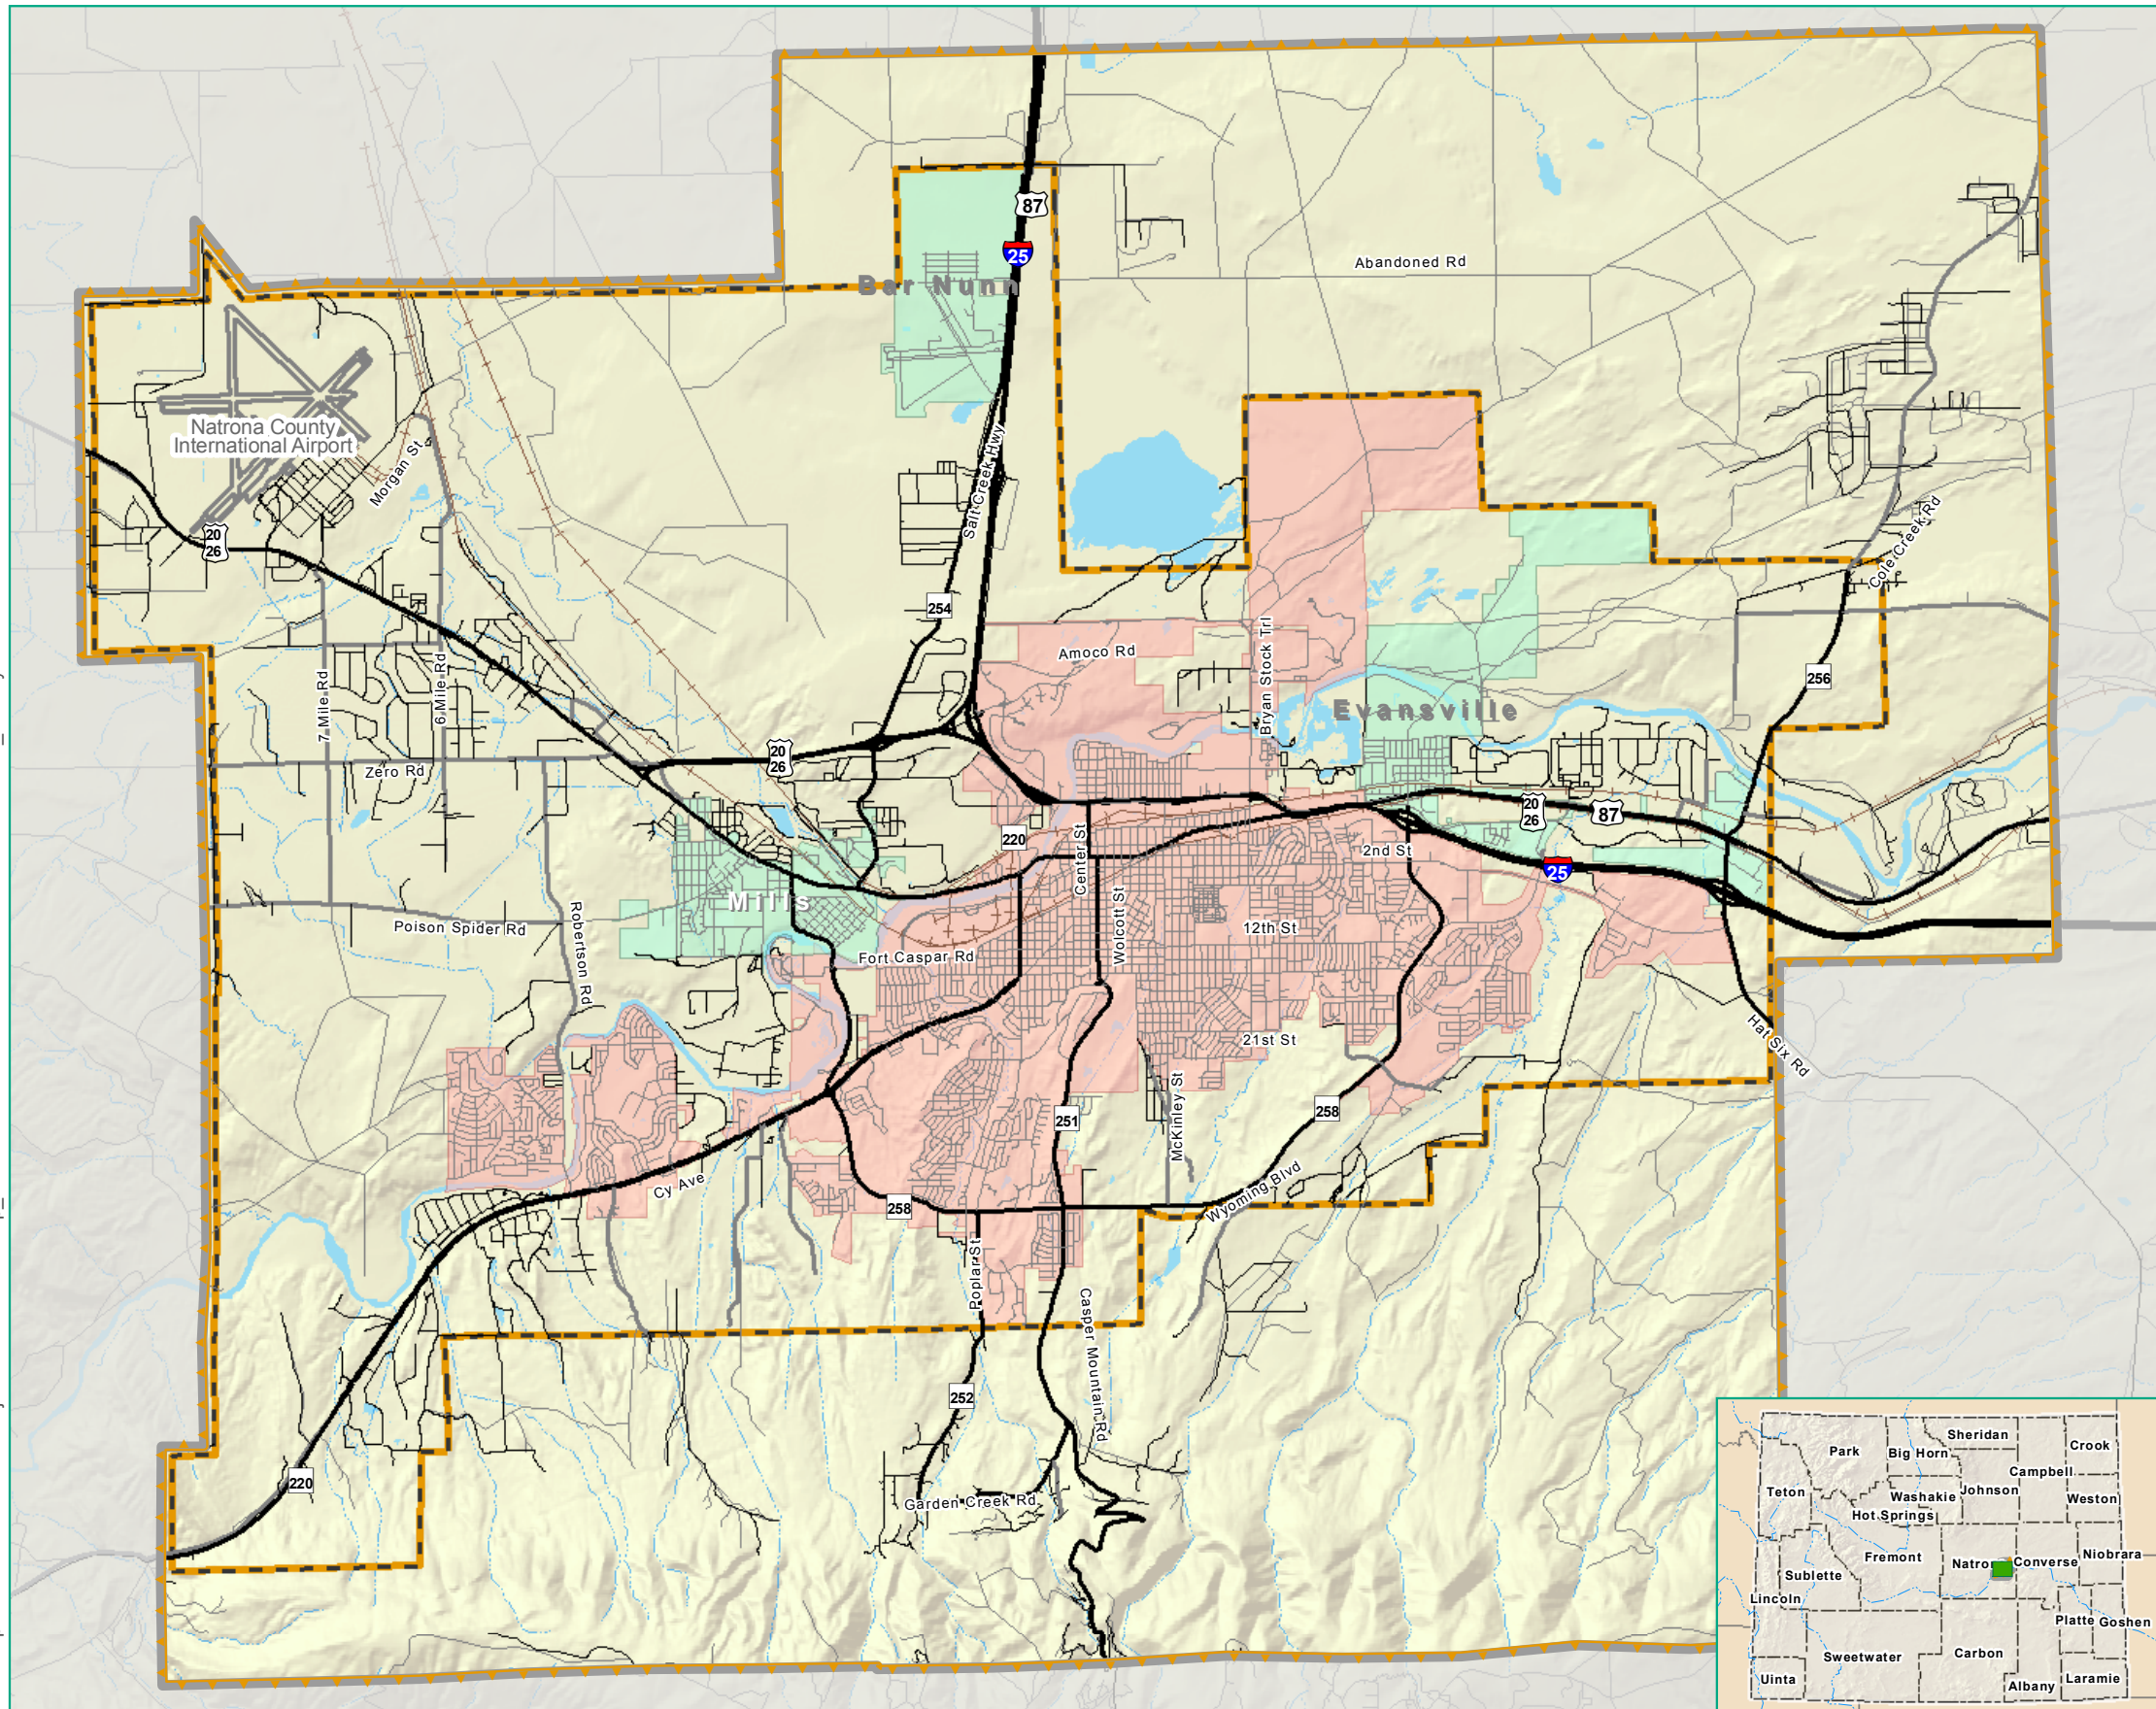 87
25
Abandoned Rd
Bar Nunn
Natrona County
International Airport
Morgan St
Salt Creek Hwy
20
26
Cole Creek Rd
254
Amoco Rd
Bryan Stock Trl
7 Mile Rd
6 Mile Rd
256
Evansville
20
26
Zero Rd
20
26
87
220
Center St
2nd St
25
Mills
Wolcott St
Poison Spider Rd
Robertson Rd
12th St
Fort Caspar Rd
21st St
Hat Six Rd
McKinley St
251
258
Cy Ave
Wyoming Blvd
258
Poplar St
Casper Mountain Rd
252
220
Garden Creek Rd
Sheridan
Park
Big Horn
Crook
Campbell
Teton
Johnson
Washakie
Weston
Hot Springs
Fremont
Converse
Niobrara
Sublette
Lincoln
Platte
Goshen
Sweetwater
Carbon
Uinta
Albany
Laramie